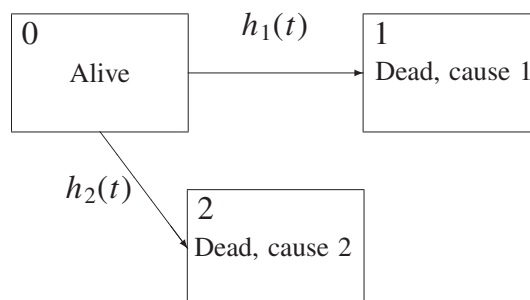 0
Alive
h₁(t)
1
Dead, cause 1
h₂(t)
2
Dead, cause 2